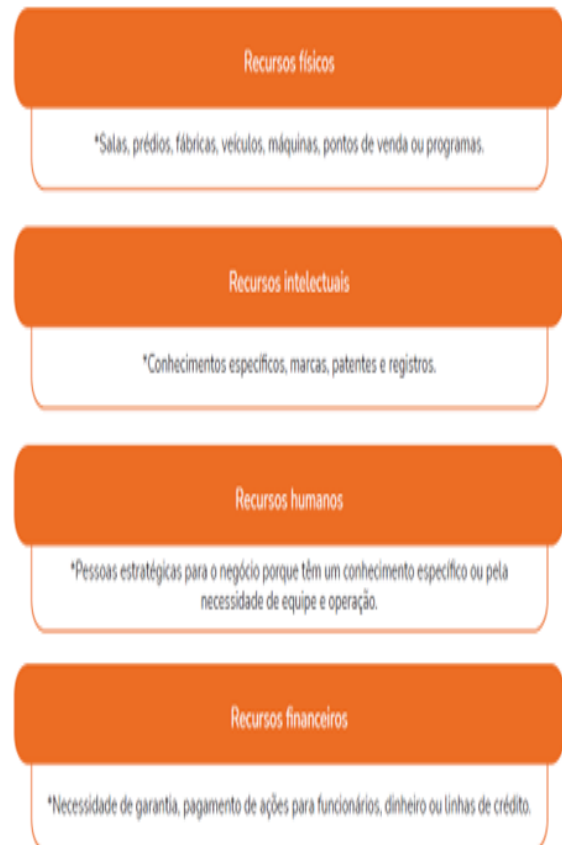 Recursos físicos
*Salas, prédios, fábricas, veículos, máquinas, pontos de venda ou programas.
Recursos intelectuais
*Conhecimentos específicos, marcas, patentes e registros.
Recursos humanos
*Pessoas estratégicas para o negócio porque têm um conhecimento específico ou pela
necessidade de equipe e operação.
Recursos financeiros
*Necessidade de garantia, pagamento de ações para funcionários, dinheiro ou linhas de crédito.